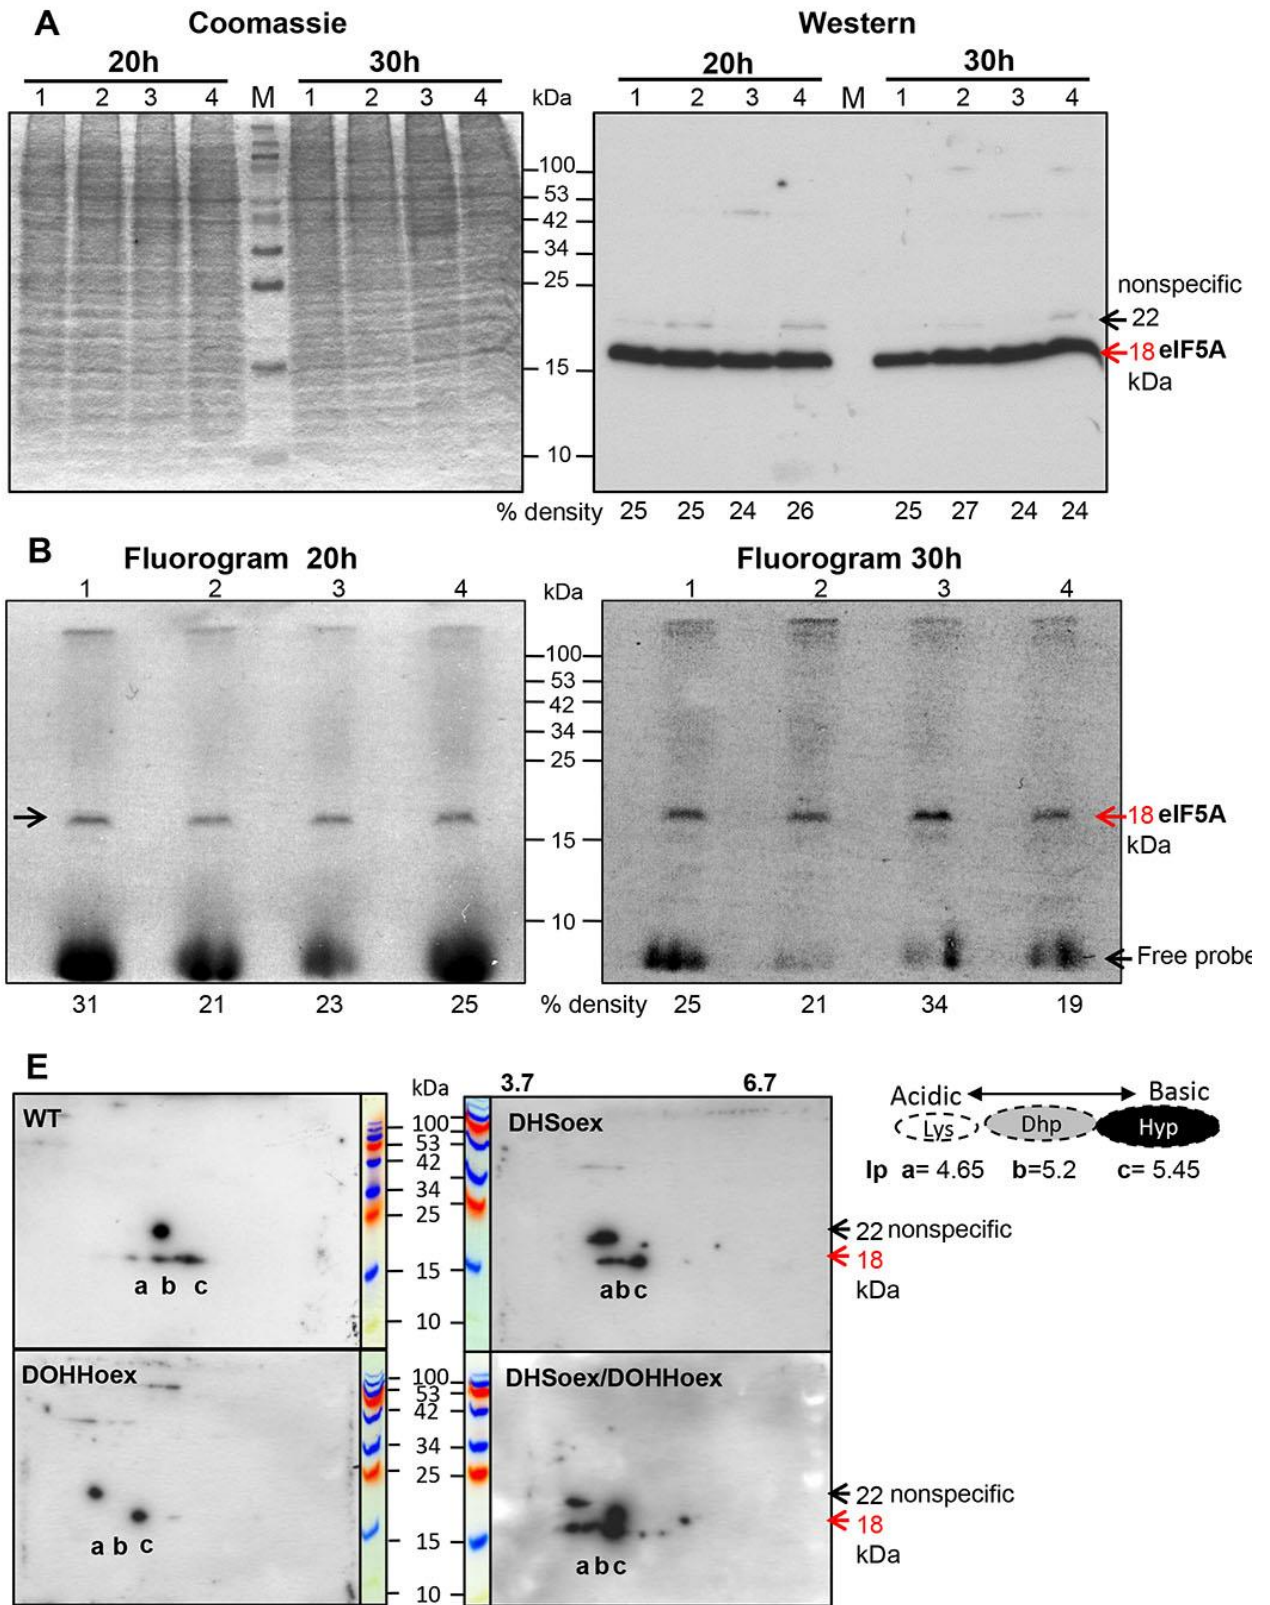 A Coomassie Western
20h 30h 20h 30h
1 2 3 4 M 1 2 3 4 kDa 1 2 3 4 M 1 2 3 4
100
53
42
34
25
nonspecific
22
18 eIF5A
kDa
15
10
% density 25 25 24 26 25 27 24 24
B Fluorogram 20h Fluorogram 30h
1 2 3 4 kDa 1 2 3 4
100
53
42
34
25
18 eIF5A
kDa
15
10
Free probe
31 21 23 25 % density 25 21 34 19
E
kDa 3.7 6.7
WT DHSoex
100
53
42
34
25
15
10
a b c abc
22 nonspecific
18
kDa
Acidic Basic
Lys Dhp Hyp
Ip a= 4.65 b=5.2 c= 5.45
DOHHoex DHSoex/DOHHoex
100
53
42
34
25
15
10
a b c abc
22 nonspecific
18
kDa